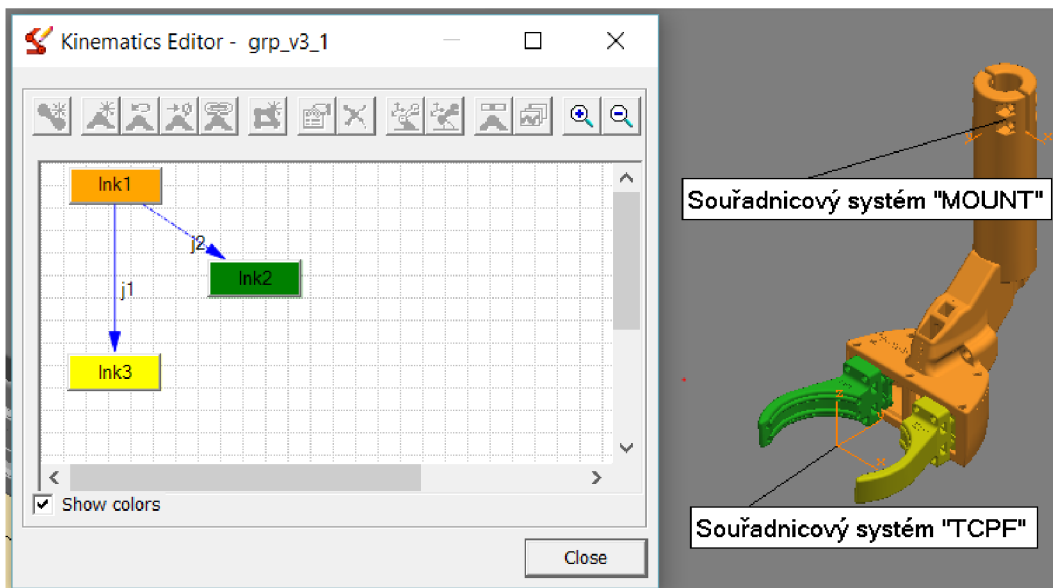 Kinematics Editor - grp_v3_1
lnk1
j2
lnk2
j1
lnk3
Show colors
Close
Souřadnicový systém "MOUNT"
Souřadnicový systém "TCPF"